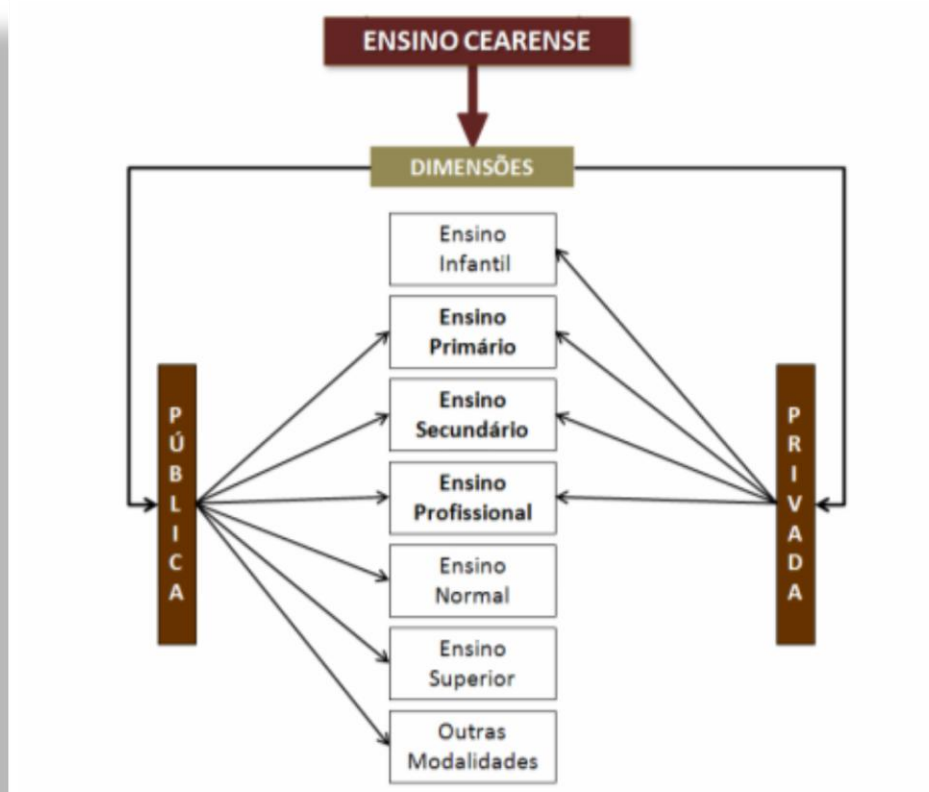 ENSINO CEARENSE
DIMENSÕES
Ensino
Infantil
Ensino
Primário
Ensino
Secundário
Ensino
Profissional
Ensino
Normal
Ensino
Superior
Outras
Modalidades
PÚBLICA
PRIVADA